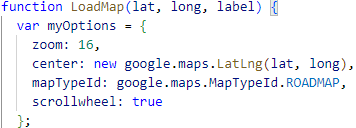 function LoadMap(lat, long, label) {
  var myOptions = {
    zoom: 16,
    center: new google.maps.LatLng(lat, long),
    mapTypeId: google.maps.MapTypeId.ROADMAP,
    scrollwheel: true
  };